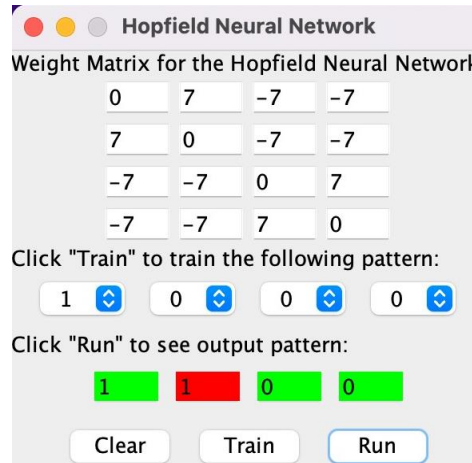 Hopfield Neural Network
Weight Matrix for the Hopfield Neural Network
0 7 -7 -7
7 0 -7 -7
-7 -7 0 7
-7 -7 7 0
Click "Train" to train the following pattern:
1 0 0 0
Click "Run" to see output pattern:
1 1 0 0
Clear Train Run